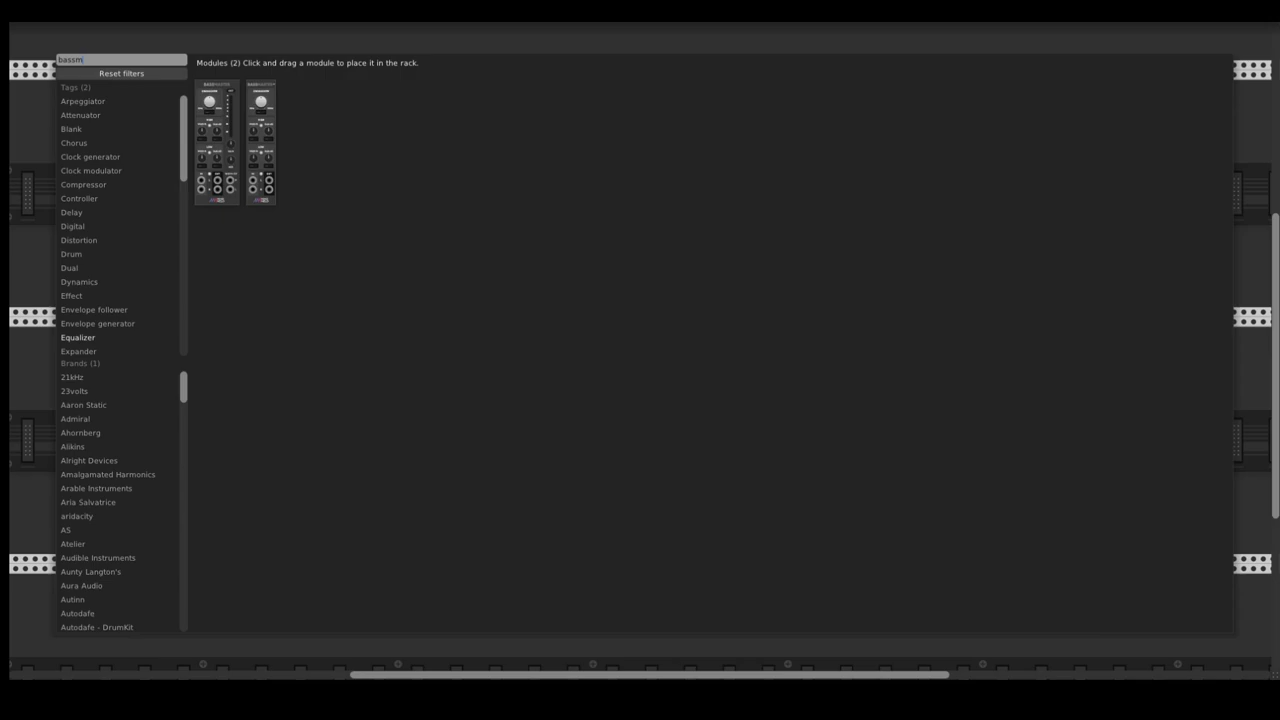 bassm
Reset filters
Tags (2)
Arpeggiator
Attenuator
Blank
Chorus
Clock generator
Clock modulator
Compressor
Controller
Delay
Digital
Distortion
Drum
Dual
Dynamics
Effect
Envelope follower
Envelope generator
Equalizer
Expander
Brands (1)
21kHz
23volts
Aaron Static
Admiral
Ahornberg
Alikins
Alright Devices
Amalgamated Harmonics
Arable Instruments
Aria Salvatrice
aridacity
AS
Atelier
Audible Instruments
Aunty Langton's
Aura Audio
Autinn
Autodafe
Autodafe - DrumKit
Modules (2) Click and drag a module to place it in the rack.